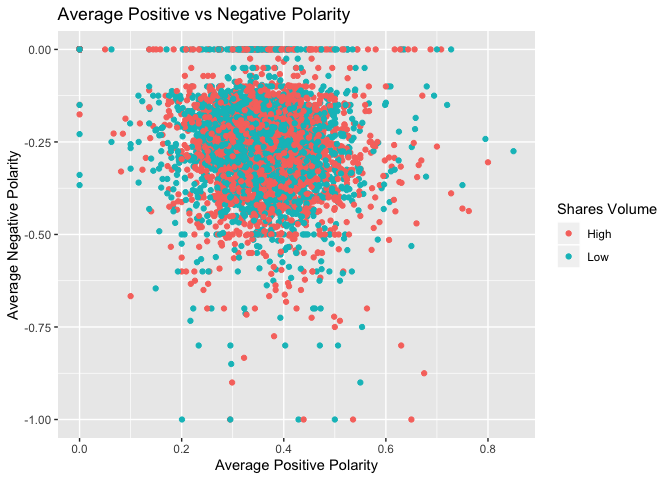 Average Positive vs Negative Polarity
0.00
-0.25
-0.50
-0.75
-1.00
Average Negative Polarity
0.0 0.2 0.4 0.6 0.8
Average Positive Polarity
Shares Volume
High
Low